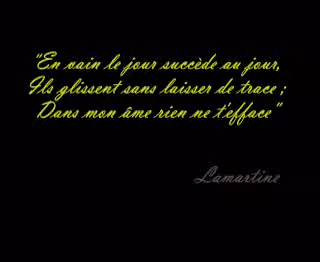 "En vain le jour succède au jour,
Ils glissent sans laisser de trace ;
Dans mon âme rien ne t'efface"
Lamartine